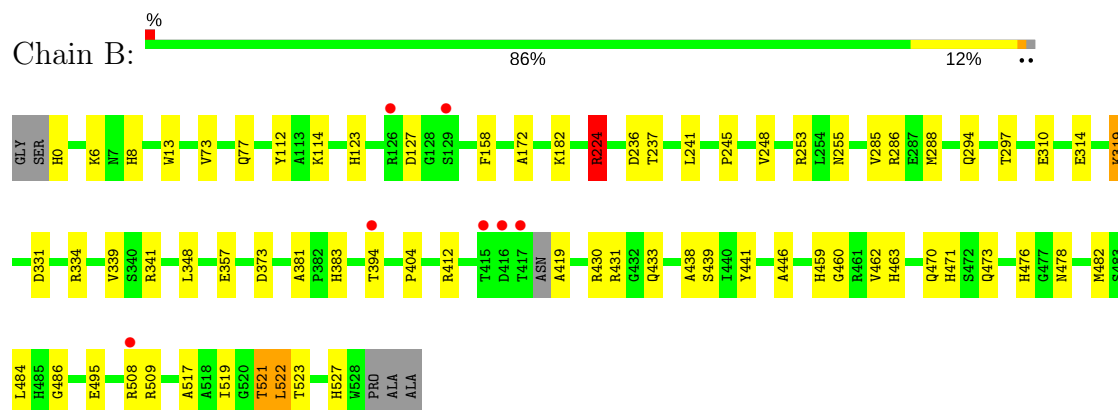 %
Chain B:
86% 12% ••
GLY SER H0 K6 N7 H8 W13 V73 Q77 Y112 A113 K114 H123 R126 D127 G128 S129 F158 A172 K182 R224 D236 T237 L241 P245 V248 R253 L254 N255 V285 R286 E287 M288 Q294 T297 E310 E314
D331 R334 V339 S340 R341 L348 E357 D373 A381 P382 H383 T394 P404 R412 T415 D416 T417 ASN A419 R430 R431 G432 Q433 A438 S439 I440 Y441 A446 H459 G460 R461 V462 H463 Q470 H471 S472 Q473 H476 G477 N478 M482
L484 H485 G486 E495 R508 R509 A517 A518 I519 G520 T521 L522 T523 H527 W528 PRO ALA ALA